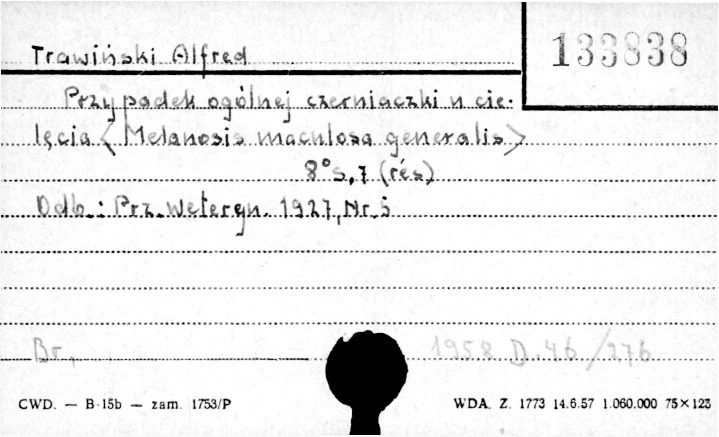 Trawiński Alfred
133838
Przypadek ogólnej czerniaczki u cie-
lęcia <Melanosis maculosa generalis>
8° s, 7 (rés)
Odb.: Prz. Weteryn. 1927, Nr 5
Br,
1958 D. 46/276
CWD. — B-15b — zam. 1753/P
WDA. Z. 1773 14.6.57 1.060.000 75×125